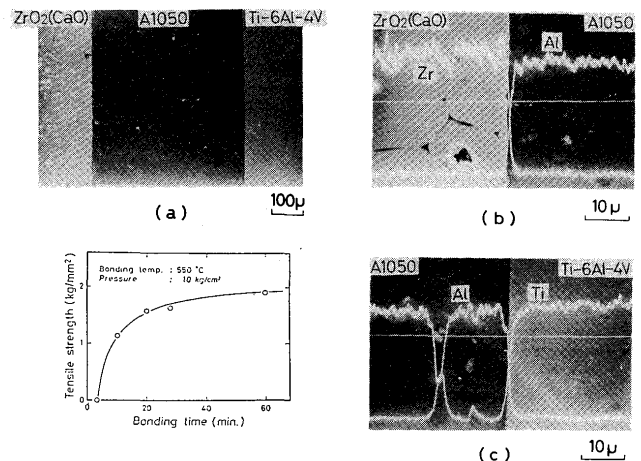 ZrO2(CaO) A1050 Ti-6Al-4V
100μ
(a)
ZrO2(CaO) A1050
Al
Zr
10μ
(b)
Bonding temp. : 550 °C
Pressure : 10 kg/cm²
Tensile strength (kg/mm²)
2
1
0
0 20 40 60
Bonding time (min.)
A1050 Ti-6Al-4V
Al Ti
10μ
(c)